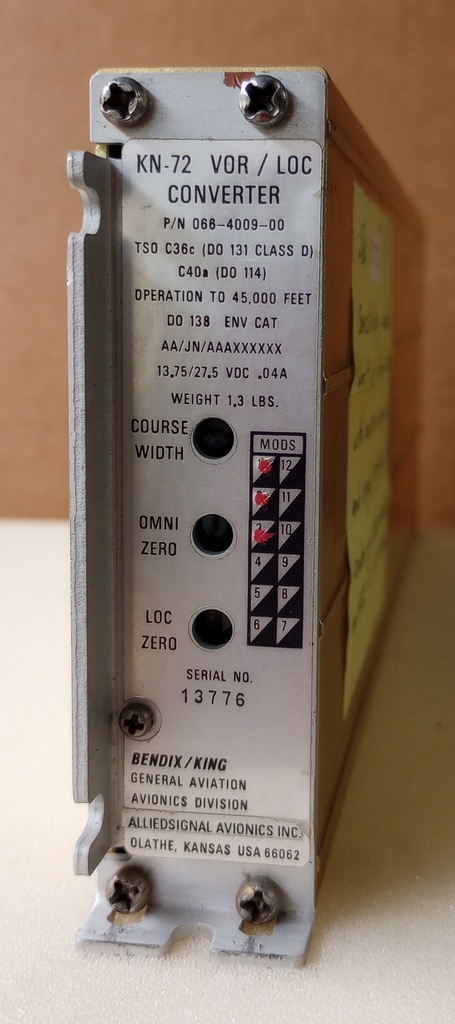 KN-72 VOR / LOC
CONVERTER
P/N 066-4009-00
TSO C36c (DO 131 CLASS D)
C40a (DO 114)
OPERATION TO 45,000 FEET
DO 138 ENV CAT
AA/JN/AAAXXXXXX
13.75/27.5 VDC .04A
WEIGHT 1.3 LBS.
COURSE
WIDTH
MODS
12
11
OMNI
ZERO
10
4 9
5 8
6 7
LOC
ZERO
SERIAL NO.
13776
BENDIX/KING
GENERAL AVIATION
AVIONICS DIVISION
ALLIEDSIGNAL AVIONICS INC.
OLATHE, KANSAS USA 66062